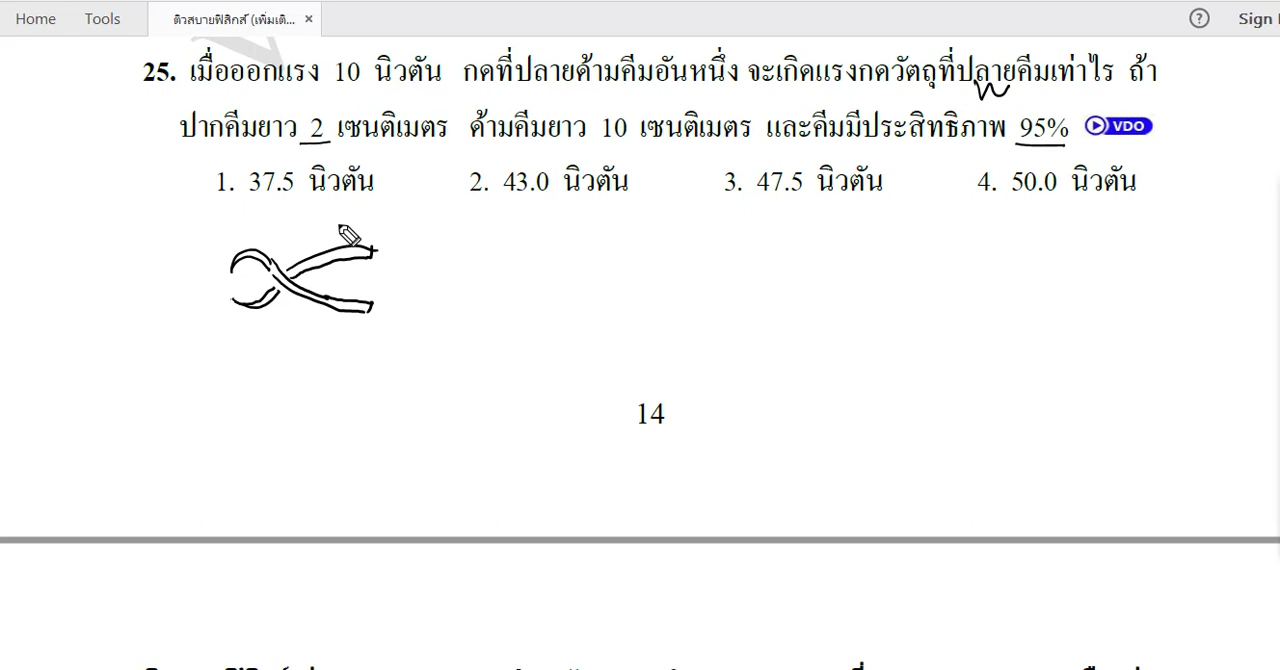 Home Tools ติวสบายฟิสิกส์ (เพิ่มเติ... × ? Sign
25. เมื่อออกแรง 10 นิวตัน กดที่ปลายด้ามคีมอันหนึ่ง จะเกิดแรงกดวัตถุที่ปลายคีมเท่าไร ถ้า
ปากคีมยาว 2 เซนติเมตร ด้ามคีมยาว 10 เซนติเมตร และคีมมีประสิทธิภาพ 95% VDO
1. 37.5 นิวตัน 2. 43.0 นิวตัน 3. 47.5 นิวตัน 4. 50.0 นิวตัน
14